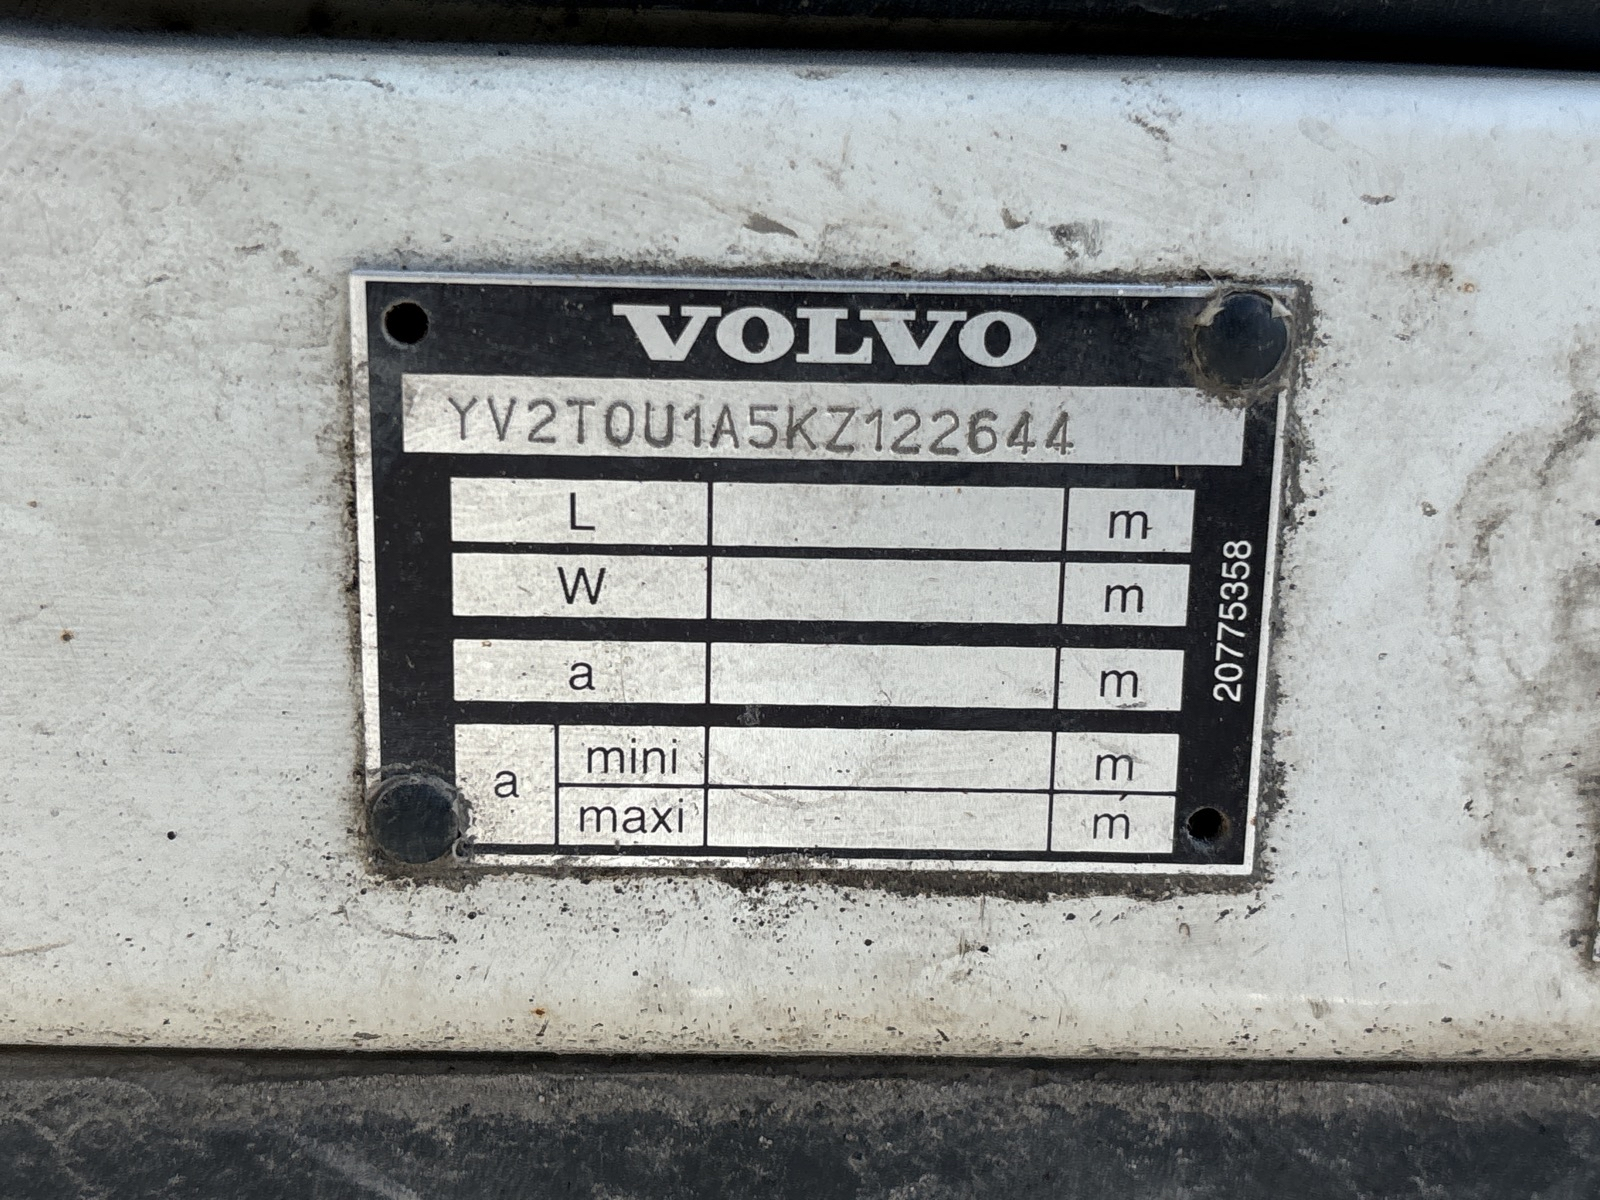 VOLVO
YV2T0U1A5KZ122644
L m
W m
a m
a mini m
maxi m
20775358